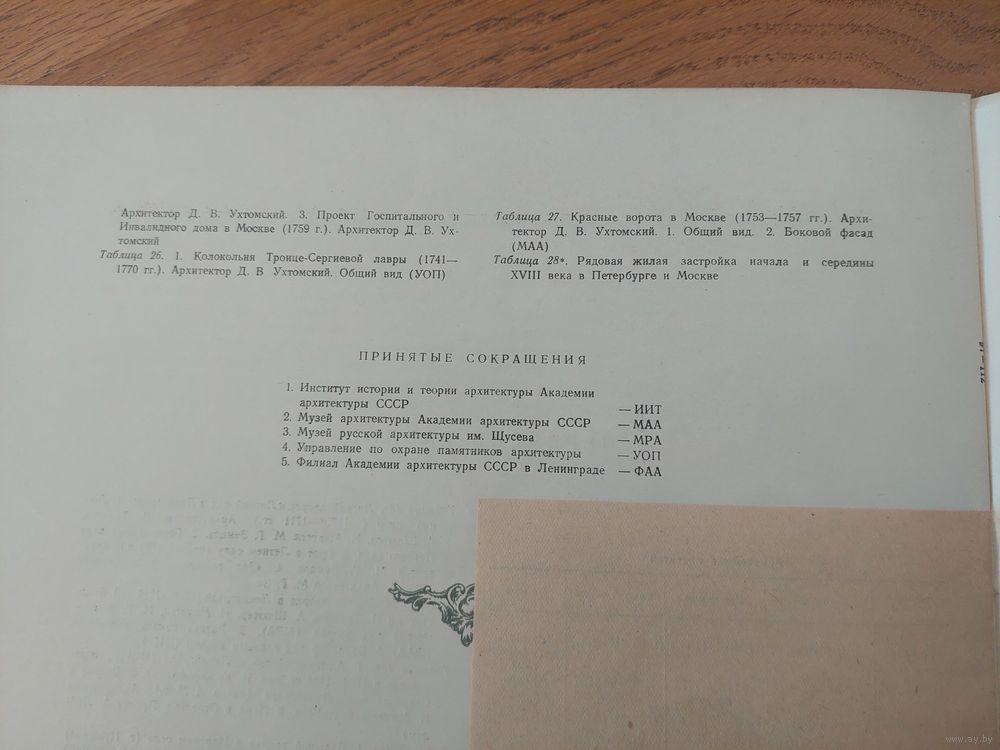 Архитектор Д. В. Ухтомский. 3. Проект Госпитального и
Инвалидного дома в Москве (1759 г.). Архитектор Д. В. Ух-
томский
Таблица 26. 1. Колокольня Троице-Сергиевой лавры (1741—
1770 гг.). Архитектор Д. В Ухтомский. Общий вид (УОП)
Таблица 27. Красные ворота в Москве (1753—1757 гг.). Архи-
тектор Д. В. Ухтомский. 1. Общий вид. 2. Боковой фасад
(МАА)
Таблица 28*. Рядовая жилая застройка начала и середины
XVIII века в Петербурге и Москве
ПРИНЯТЫЕ СОКРАЩЕНИЯ
1. Институт истории и теории архитектуры Академии
архитектуры СССР — ИИТ
2. Музей архитектуры Академии архитектуры СССР — МАА
3. Музей русской архитектуры им. Щусева — МРА
4. Управление по охране памятников архитектуры — УОП
5. Филиал Академии архитектуры СССР в Ленинграде — ФАА
www.ay.by